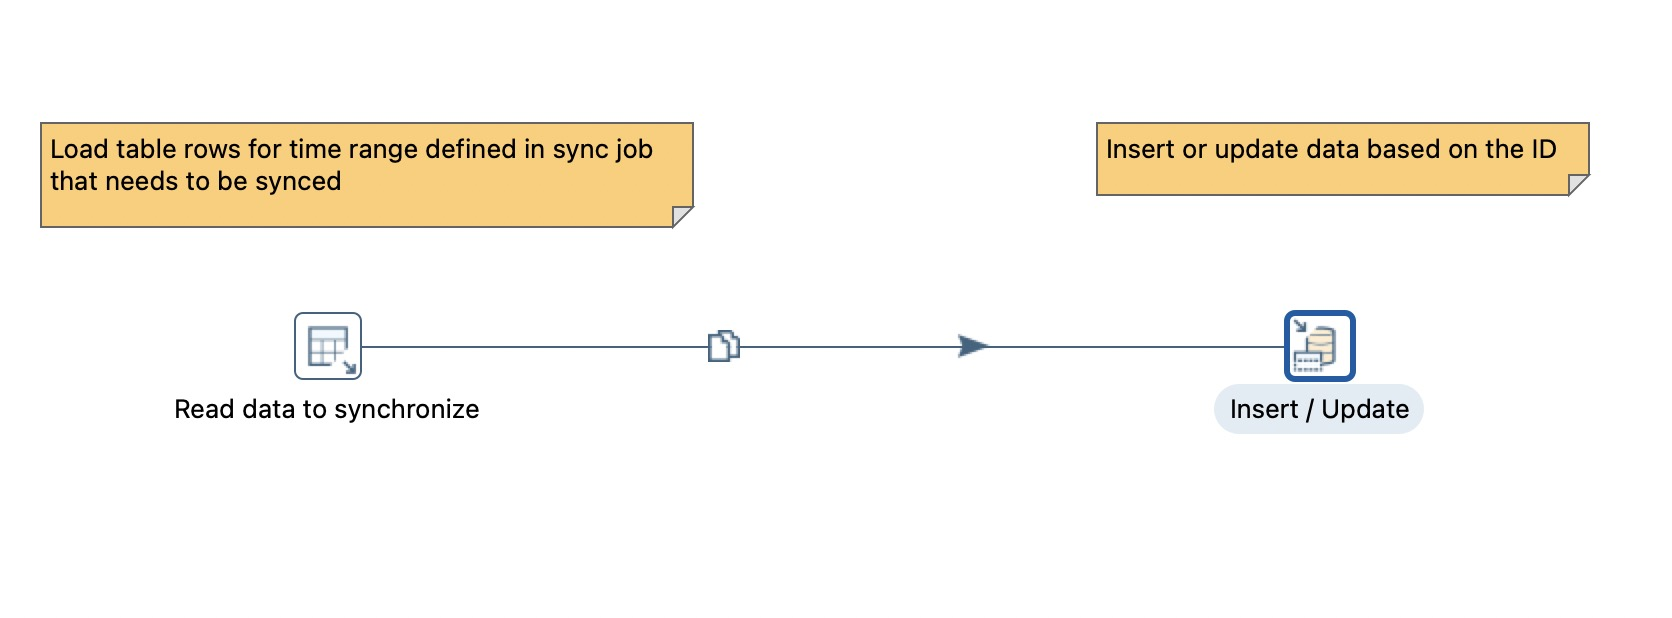 Load table rows for time range defined in sync job
that needs to be synced
Insert or update data based on the ID
Read data to synchronize
Insert / Update